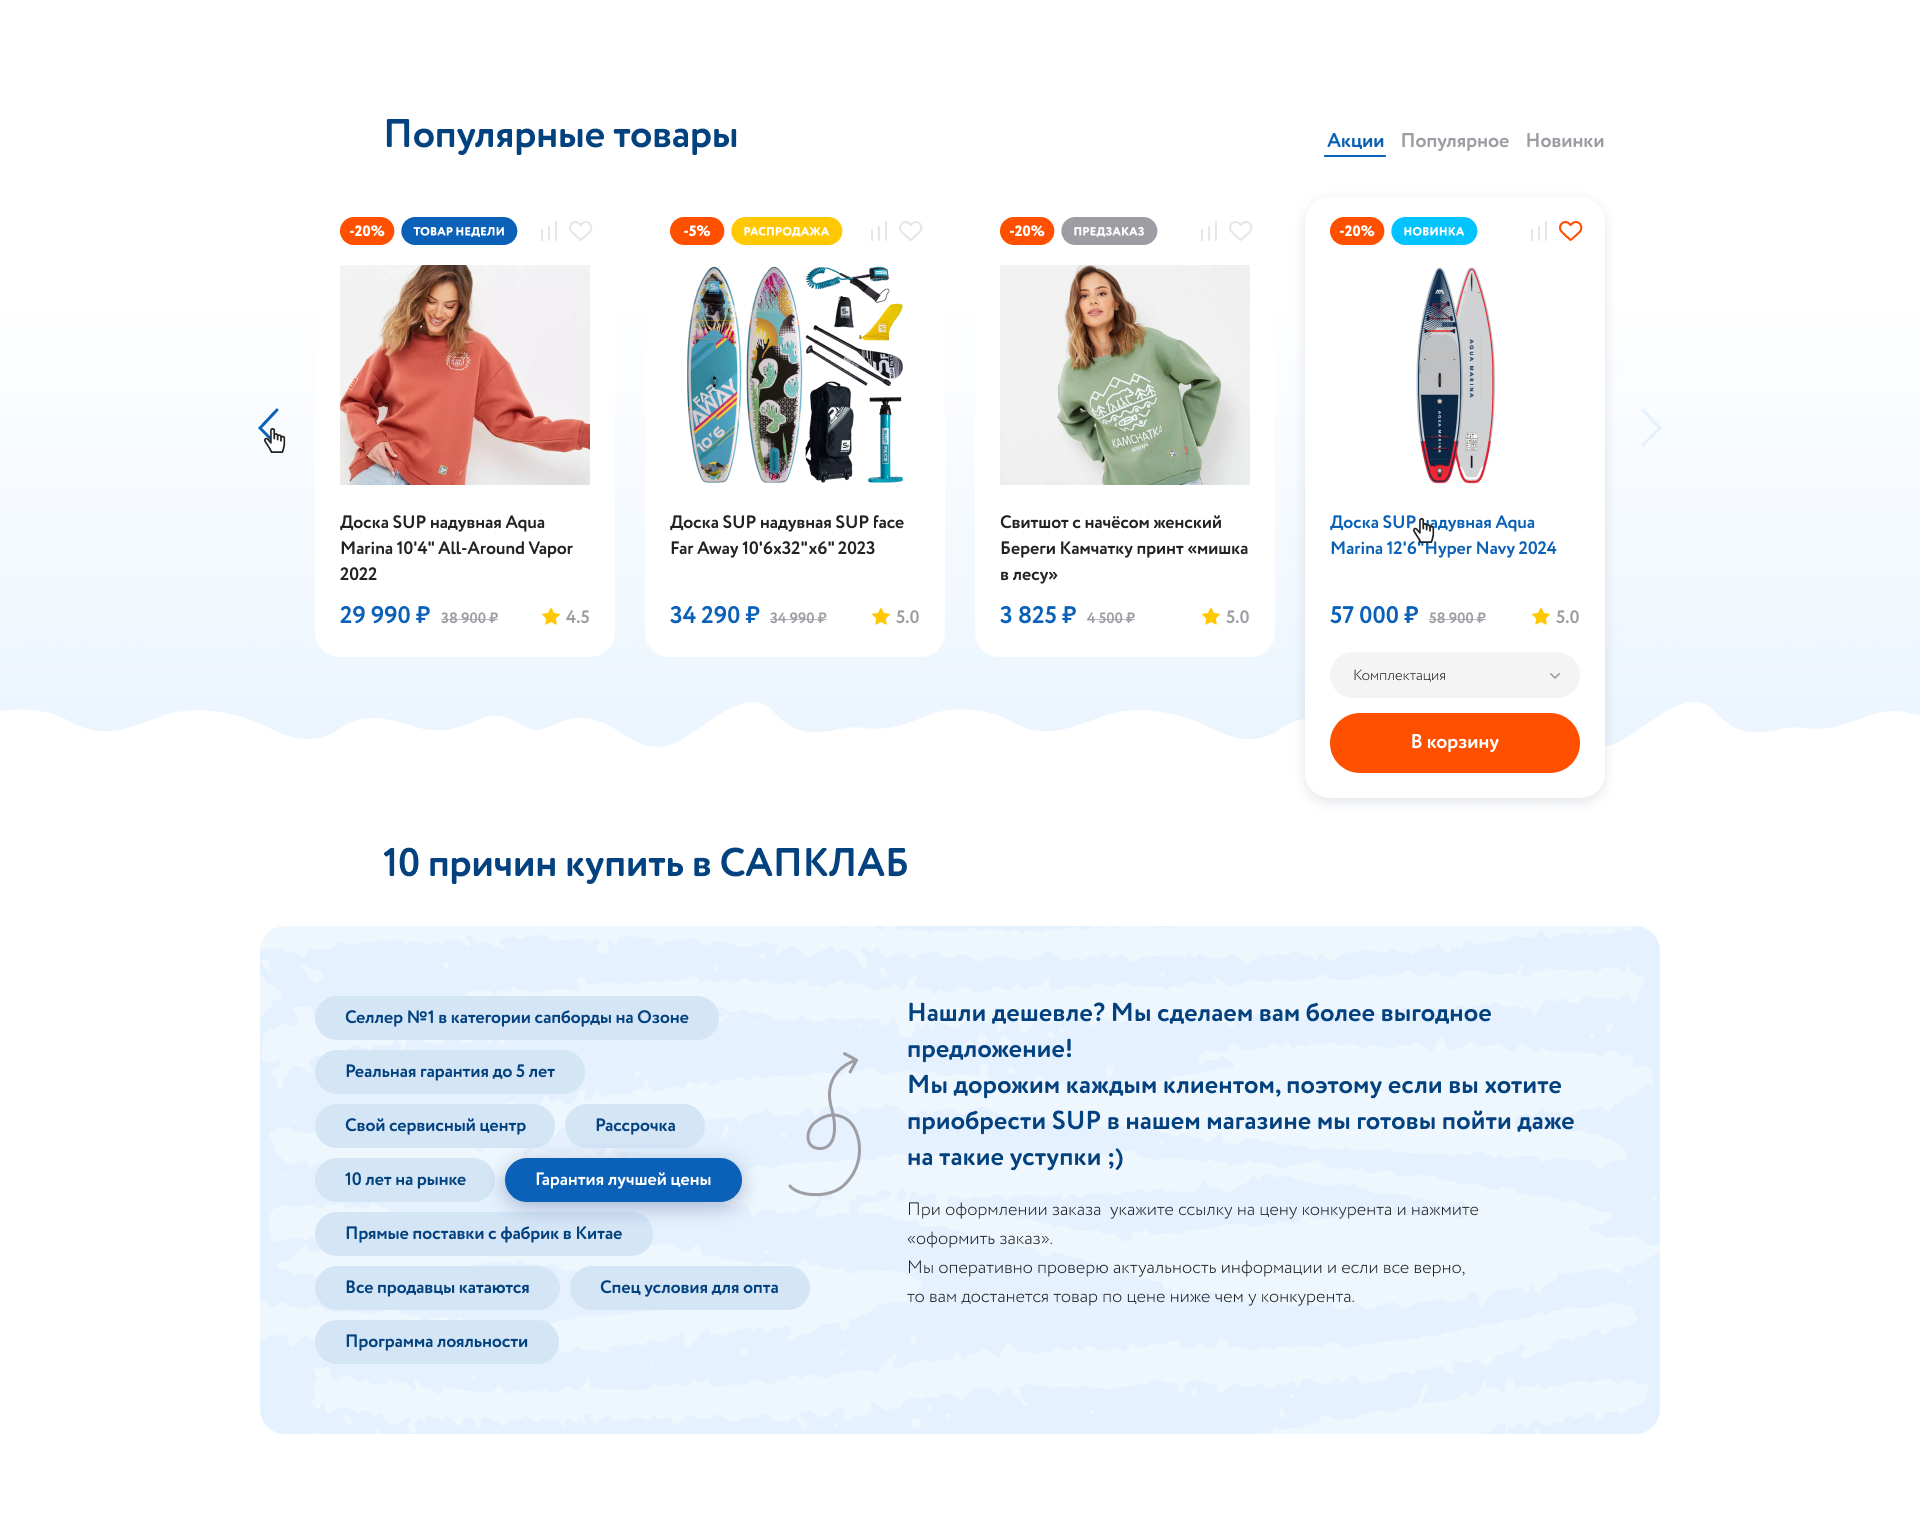 Популярные товары
Акции Популярное Новинки
-20% ТОВАР НЕДЕЛИ
Доска SUP надувная Aqua
Marina 10'4" All-Around Vapor
2022
29 990 ₽ 38 900 ₽ 4.5
-5% РАСПРОДАЖА
FAR
AWAY
10'6
Доска SUP надувная SUP face
Far Away 10'6x32"x6" 2023
34 290 ₽ 34 990 ₽ 5.0
-20% ПРЕДЗАКАЗ
KAMCHATKA
Свитшот с начёсом женский
Береги Камчатку принт «мишка
в лесу»
3 825 ₽ 4 500 ₽ 5.0
-20% НОВИНКА
AQUA MARINA
AQUA MARINA
Доска SUP надувная Aqua
Marina 12'6" Hyper Navy 2024
57 000 ₽ 58 900 ₽ 5.0
Комплектация
В корзину
10 причин купить в САПКЛАБ
Селлер №1 в категории сапборды на Озоне
Реальная гарантия до 5 лет
Свой сервисный центр
Рассрочка
10 лет на рынке
Гарантия лучшей цены
Прямые поставки с фабрик в Китае
Все продавцы катаются
Спец условия для опта
Программа лояльности
Нашли дешевле? Мы сделаем вам более выгодное
предложение!
Мы дорожим каждым клиентом, поэтому если вы хотите
приобрести SUP в нашем магазине мы готовы пойти даже
на такие уступки ;)
При оформлении заказа  укажите ссылку на цену конкурента и нажмите
«оформить заказ».
Мы оперативно проверю актуальность информации и если все верно,
то вам достанется товар по цене ниже чем у конкурента.